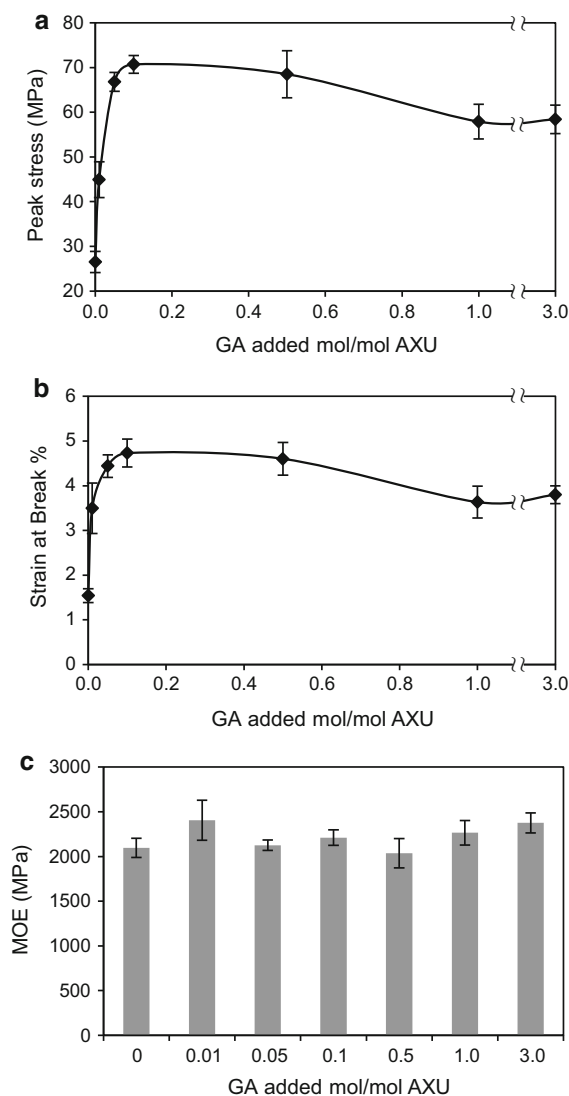 a
Peak stress (MPa)
80
70
60
50
40
30
20
0.0 0.2 0.4 0.6 0.8 1.0 3.0
GA added mol/mol AXU
b
Strain at Break %
6
5
4
3
2
1
0
0.0 0.2 0.4 0.6 0.8 1.0 3.0
GA added mol/mol AXU
c
MOE (MPa)
3000
2500
2000
1500
1000
500
0
0 0.01 0.05 0.1 0.5 1.0 3.0
GA added mol/mol AXU